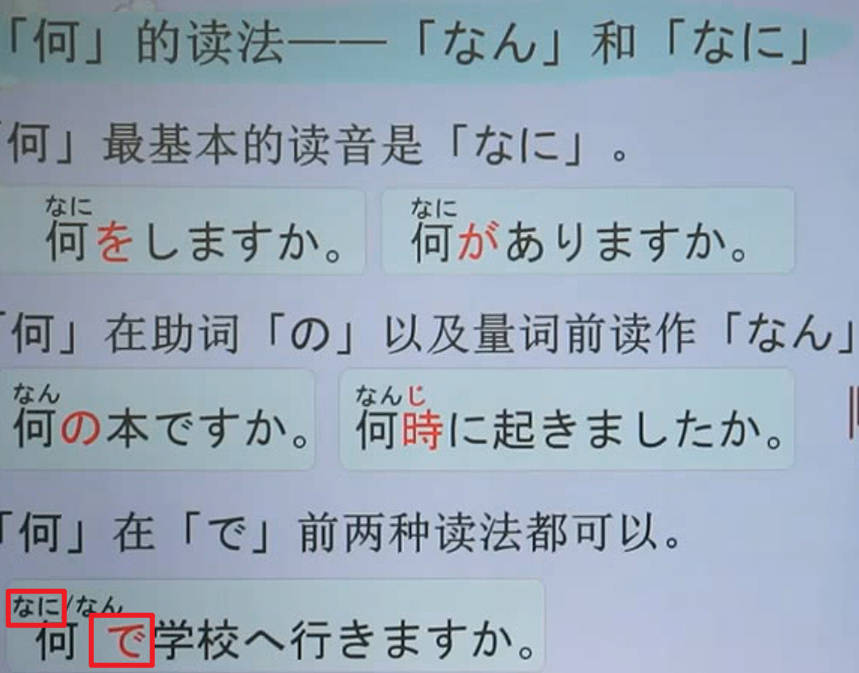 「何」的读法——「なん」和「なに」
「何」最基本的读音是「なに」。
なに
何をしますか。
なに
何がありますか。
「何」在助词「の」以及量词前读作「なん」
なん
何の本ですか。
なんじ
何時に起きましたか。
「何」在「で」前两种读法都可以。
なに/なん
何で学校へ行きますか。